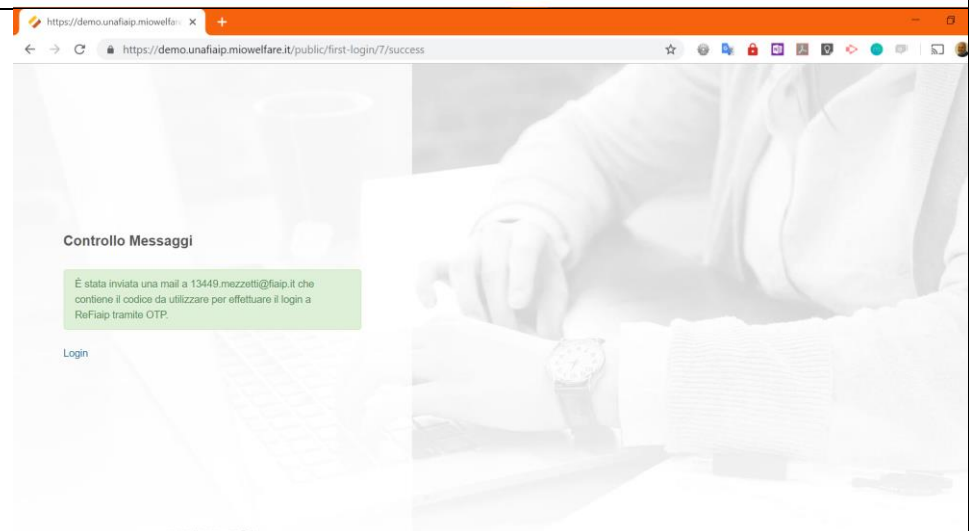 https://demo.unafiaip.miowelfar
https://demo.unafiaip.miowelfare.it/public/first-login/7/success
Controllo Messaggi
É stata inviata una mail a 13449.mezzetti@fiaip.it che
contiene il codice da utilizzare per effettuare il login a
ReFiaip tramite OTP.
Login